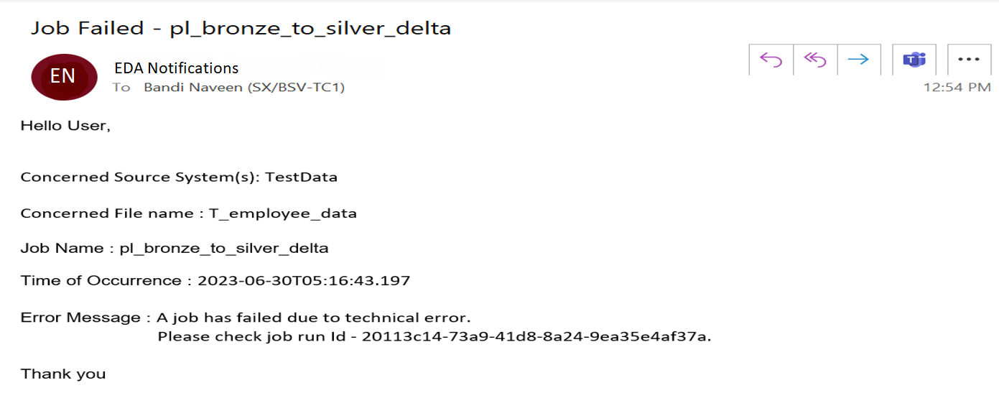 Job Failed - pl_bronze_to_silver_delta
EN
EDA Notifications
To Bandi Naveen (SX/BSV-TC1)
12:54 PM
Hello User,
Concerned Source System(s): TestData
Concerned File name : T_employee_data
Job Name : pl_bronze_to_silver_delta
Time of Occurrence : 2023-06-30T05:16:43.197
Error Message : A job has failed due to technical error.
Please check job run Id - 20113c14-73a9-41d8-8a24-9ea35e4af37a.
Thank you